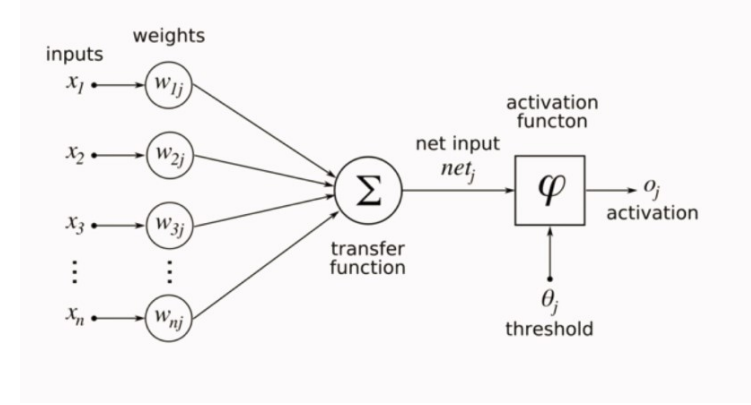 weights
inputs
x1
w1j
x2
w2j
x3
w3j
⋮ ⋮
xn
wnj
Σ
transfer
function
net input
netj
activation
functon
φ
oj
activation
θj
threshold